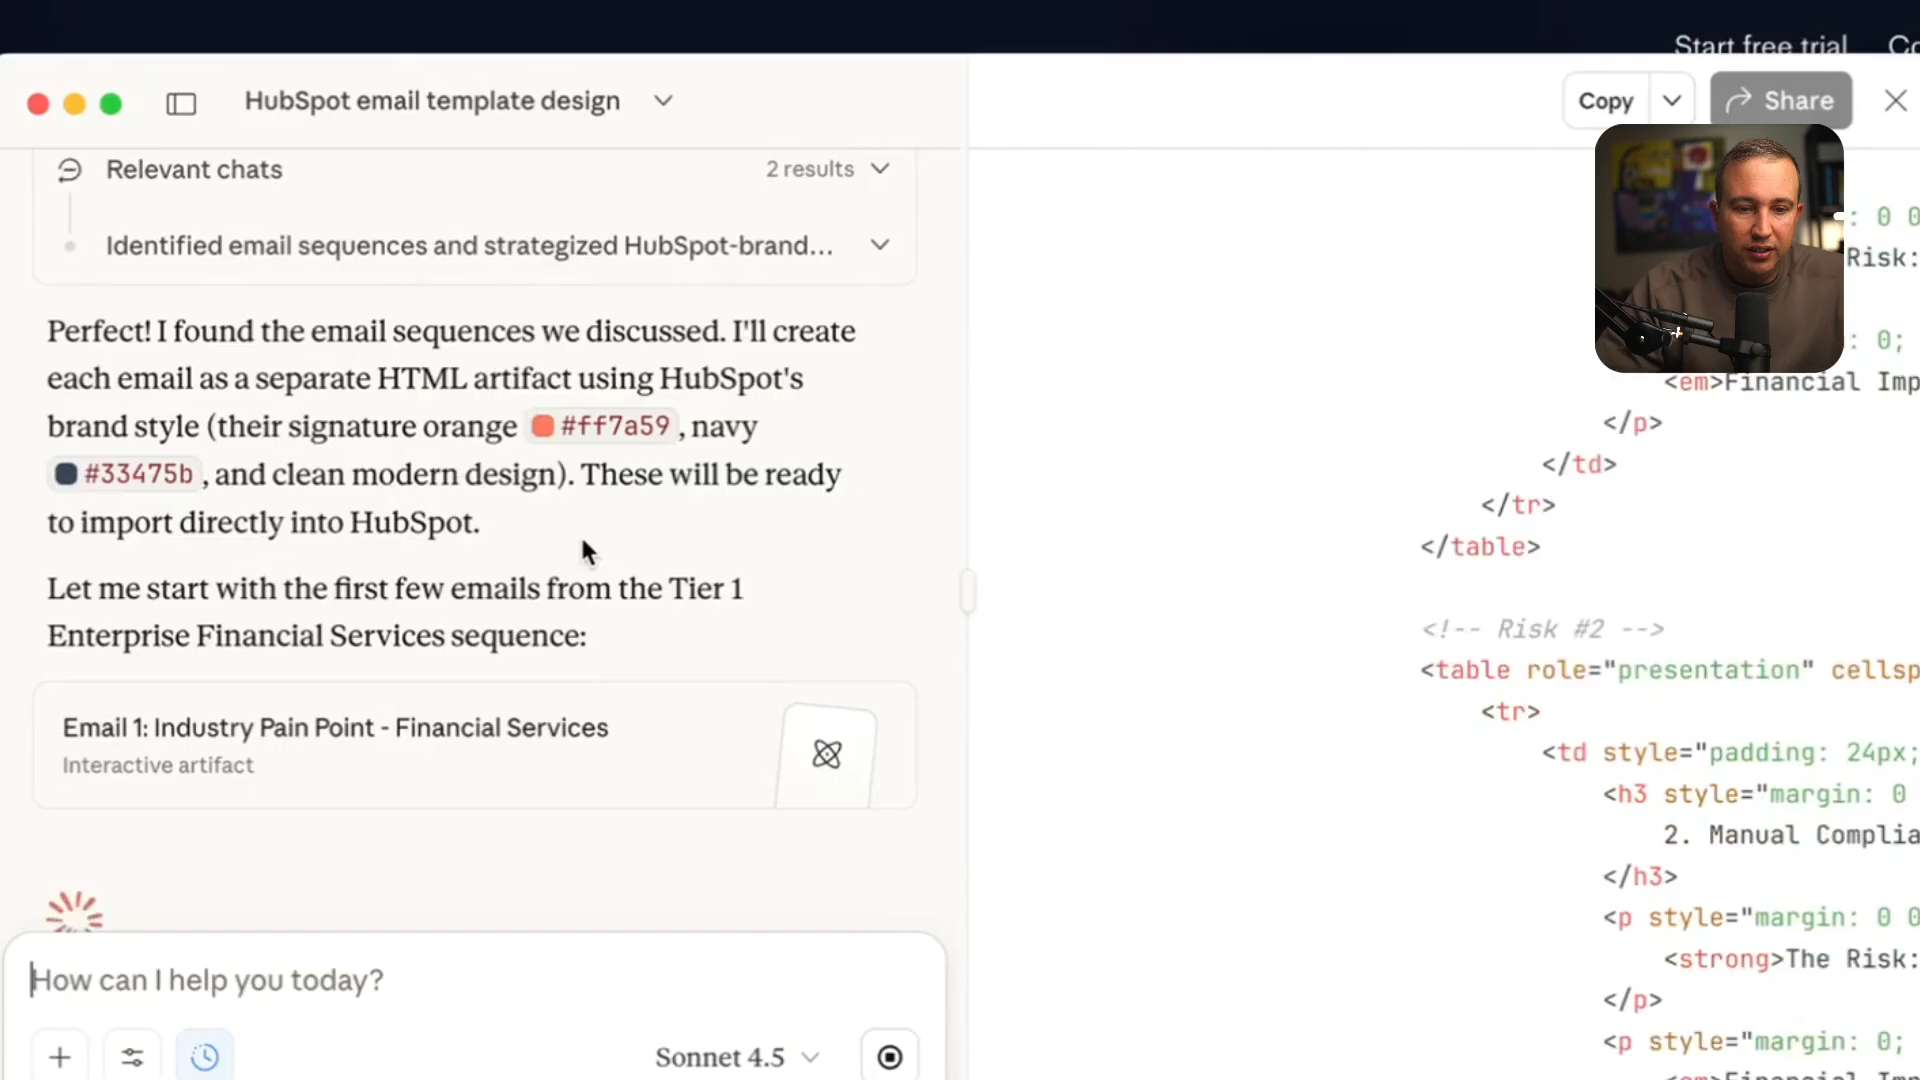 Start free trial
HubSpot email template design
Copy
Share
Relevant chats
2 results
Identified email sequences and strategized HubSpot-brand...
Perfect! I found the email sequences we discussed. I'll create
each email as a separate HTML artifact using HubSpot's
brand style (their signature orange #ff7a59, navy
#33475b, and clean modern design). These will be ready
to import directly into HubSpot.
Let me start with the first few emails from the Tier 1
Enterprise Financial Services sequence:
Email 1: Industry Pain Point - Financial Services
Interactive artifact
How can I help you today?
Sonnet 4.5
: 0 0
Risk:
: 0;
<em>Financial Imp
</p>
</td>
</tr>
</table>
<!-- Risk #2 -->
<table role="presentation" cellsp
<tr>
<td style="padding: 24px;
<h3 style="margin: 0
2. Manual Complia
</h3>
<p style="margin: 0 0
<strong>The Risk:
</p>
<p style="margin: 0;